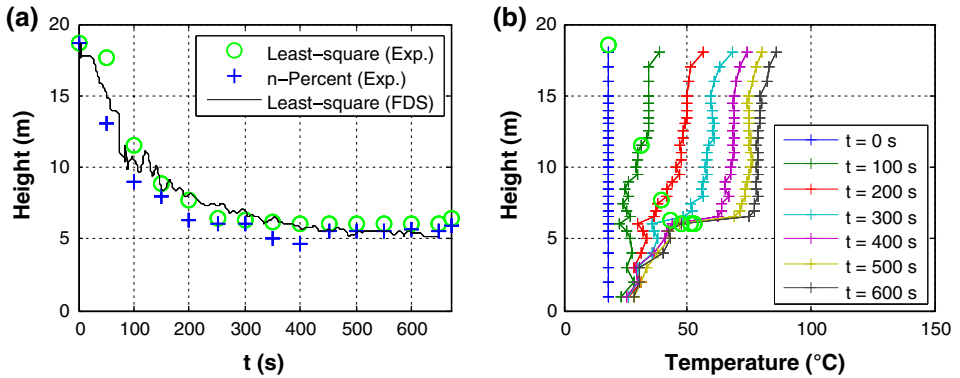 (a)
20
15
10
5
0
Height (m)
0 100 200 300 400 500 600
t (s)
Least−square (Exp.)
n−Percent (Exp.)
Least−square (FDS)
(b)
20
15
10
5
0
Height (m)
0 50 100 150
Temperature (°C)
t = 0 s
t = 100 s
t = 200 s
t = 300 s
t = 400 s
t = 500 s
t = 600 s